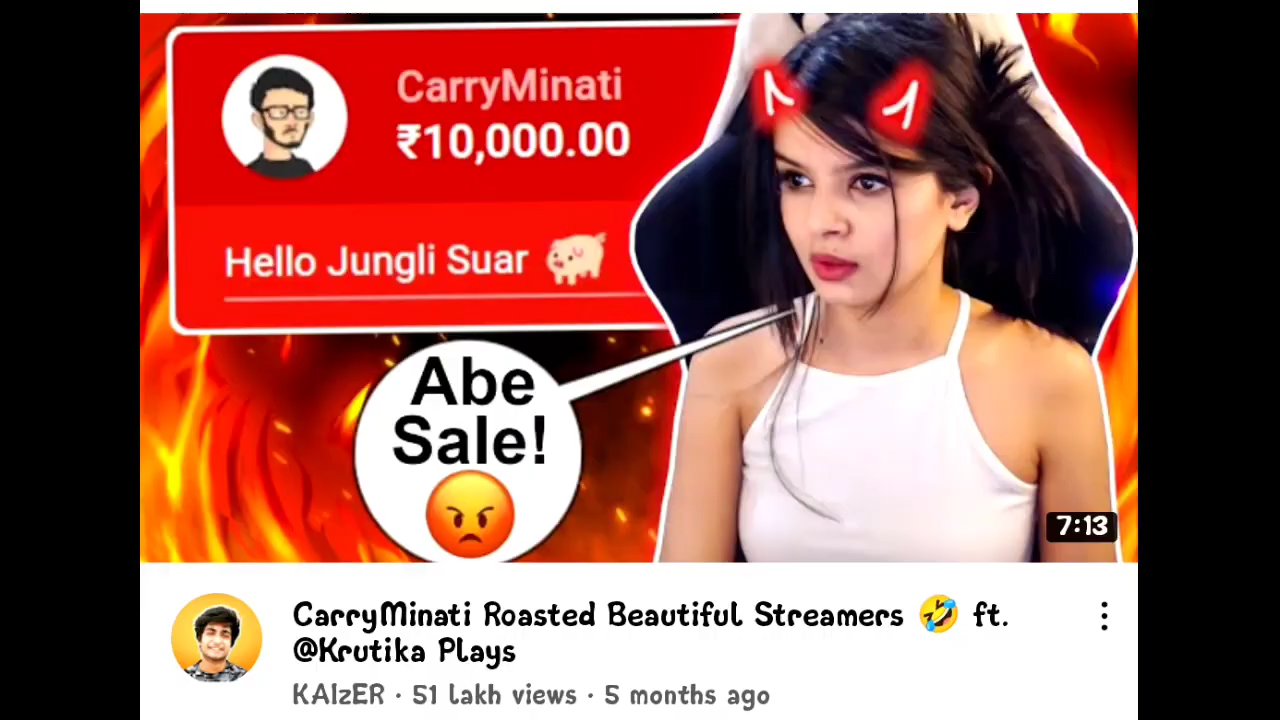 CarryMinati
₹10,000.00
Hello Jungli Suar 🐖
Abe
Sale!
7:13
CarryMinati Roasted Beautiful Streamers 🤣 ft.
@Krutika Plays
KAIzER · 51 lakh views · 5 months ago